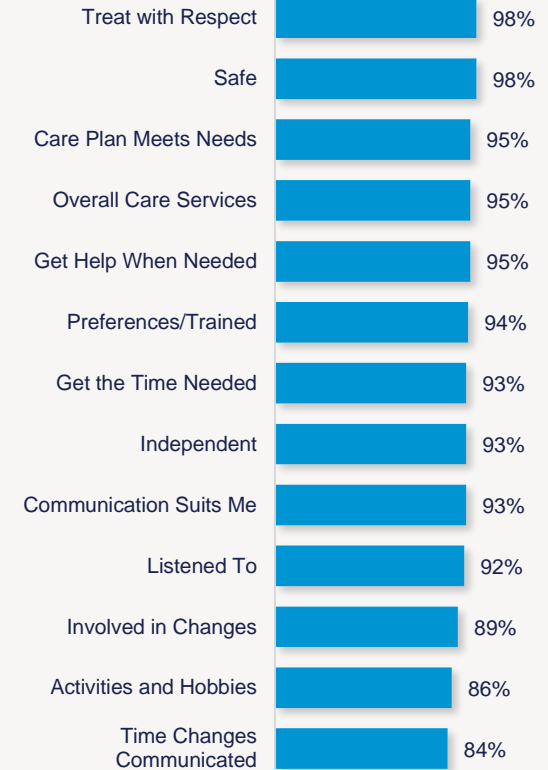 Treat with Respect 98%
Safe 98%
Care Plan Meets Needs 95%
Overall Care Services 95%
Get Help When Needed 95%
Preferences/Trained 94%
Get the Time Needed 93%
Independent 93%
Communication Suits Me 93%
Listened To 92%
Involved in Changes 89%
Activities and Hobbies 86%
Time Changes
Communicated 84%